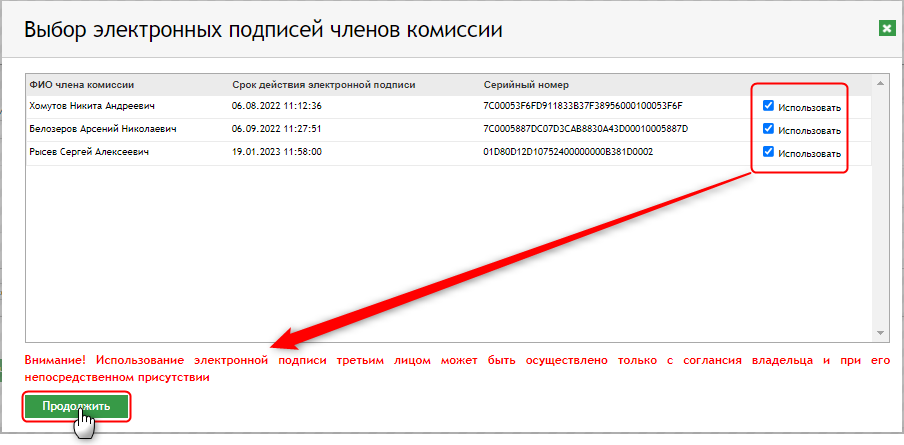 Выбор электронных подписей членов комиссии
ФИО члена комиссии Срок действия электронной подписи Серийный номер
Хомутов Никита Андреевич 06.08.2022 11:12:36 7C00053F6FD911833B37F38956000100053F6F Использовать
Белозеров Арсений Николаевич 06.09.2022 11:27:51 7C0005887DC07D3CAB8830A43D00010005887D Использовать
Рысев Сергей Алексеевич 19.01.2023 11:58:00 01D80D12D10752400000000B381D0002 Использовать
Внимание! Использование электронной подписи третьим лицом может быть осуществлено только с согласия владельца и при его
непосредственном присутствии
Продолжить